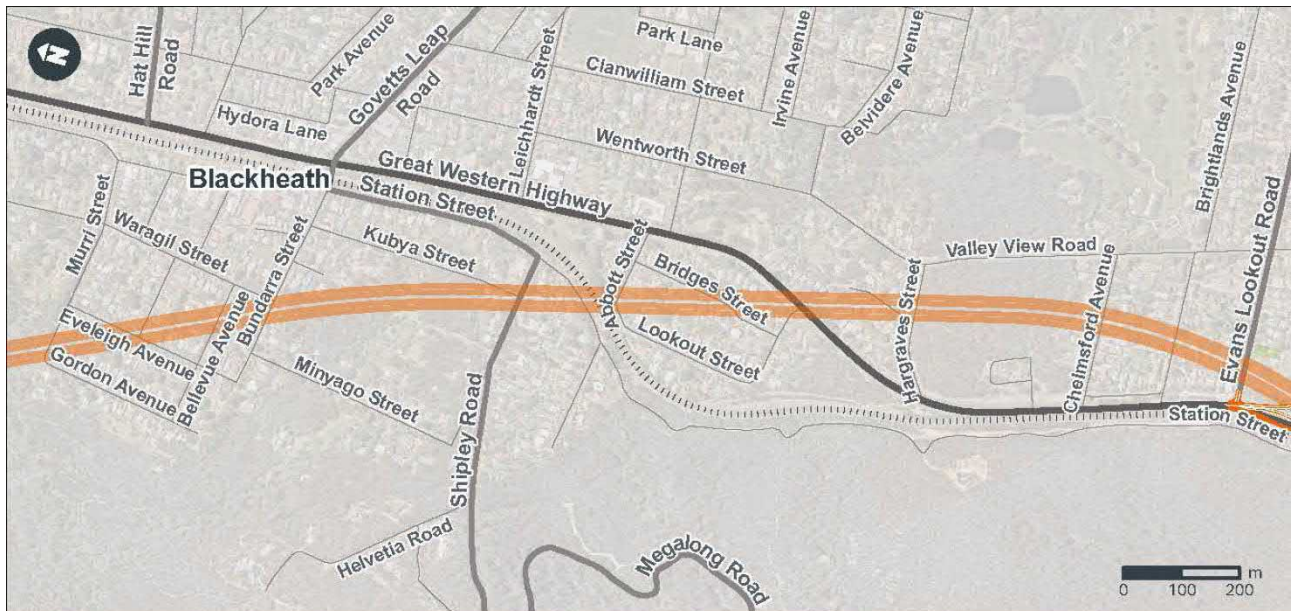 N
Hat Hill
Road
Park Avenue
Govetts Leap
Road
Hydora Lane
Leichhardt Street
Park Lane
Clanwilliam Street
Irvine Avenue
Belvidere Avenue
Brightlands Avenue
Wentworth Street
Great Western Highway
Blackheath
Station Street
Murri Street
Waragil Street
Bundarra Street
Kubya Street
Abbott Street
Bridges Street
Valley View Road
Evans Lookout Road
Hargraves Street
Chelmsford Avenue
Eveleigh Avenue
Gordon Avenue
Bellevue Avenue
Minyago Street
Lookout Street
Shipley Road
Station Street
Helvetia Road
Megalong Road
m
0 100 200